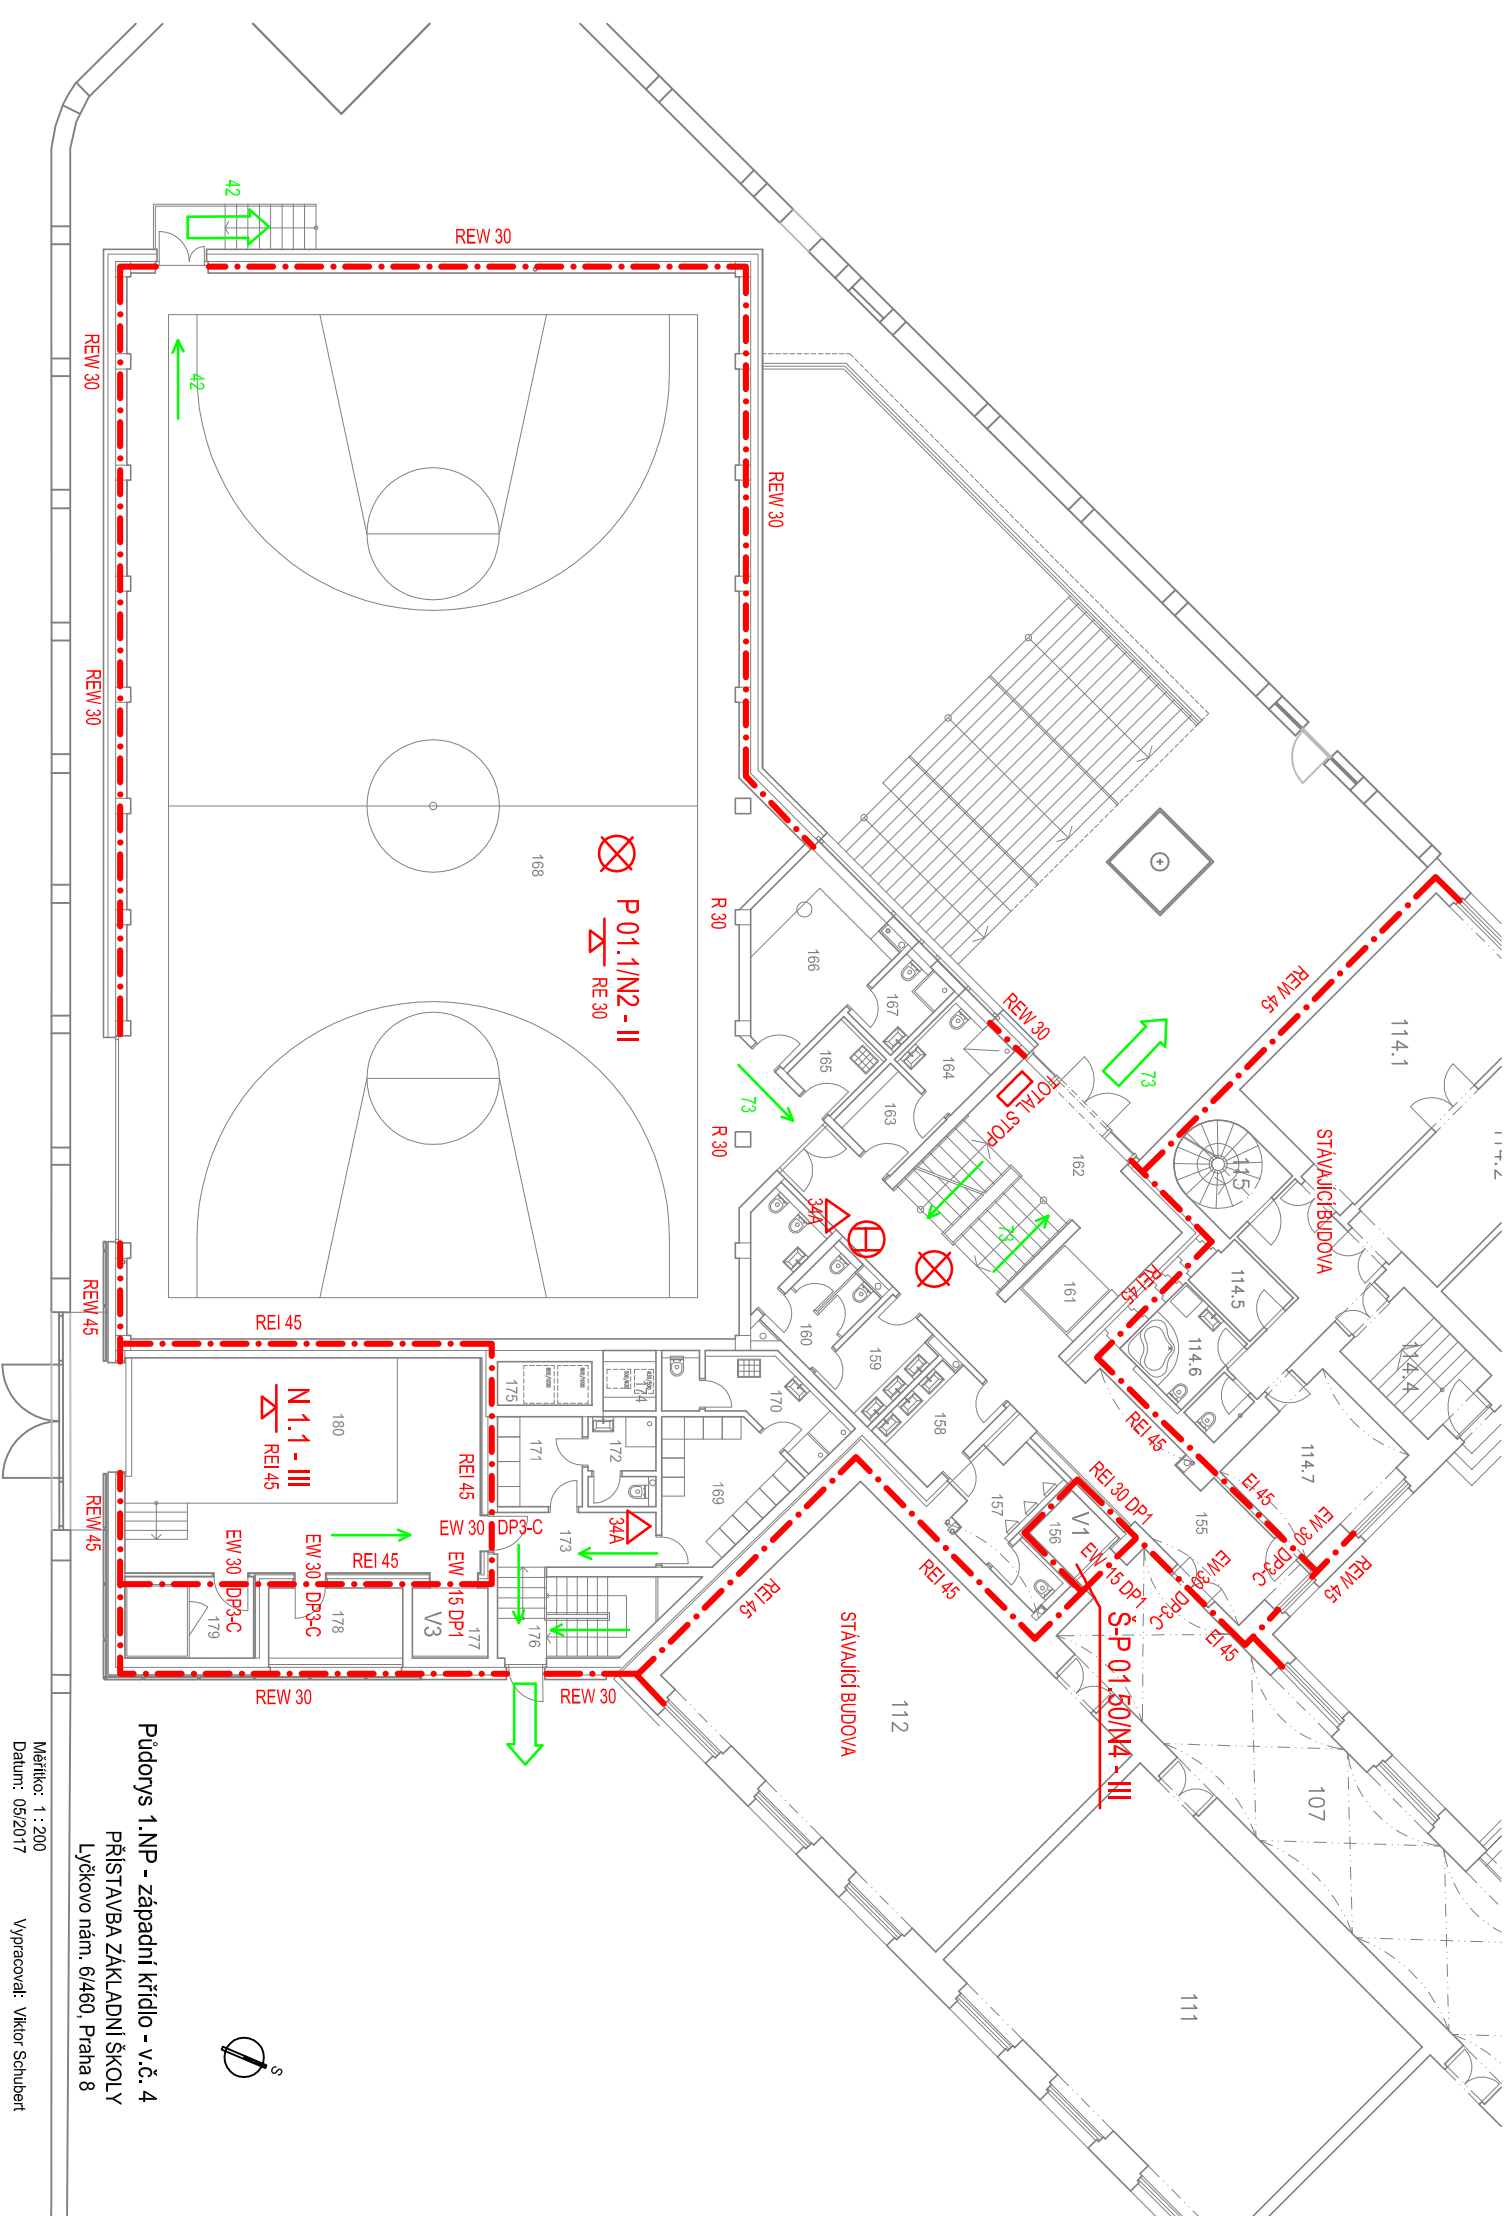 42
REW 30
REW 30
42
REW 30
REW 30
168
P 01.1/N2 - II
RE 30
R 30
R 30
166
167
165
164
163
REW 30
TOTAL STOP
73
73
73
162
161
REW 45
114.1
114.2
115
STÁVAJÍCÍ BUDOVA
114.5
114.6
114.4
114.7
REI 45
REI 45
EI 45
EW 30 DP3-C
REW 45
34A
H
160
159
158
170
169
157
156
V1
155
REI 30 DP1
EW 15 DP1
EW 30 DP3-C
EI 45
REI 45
REI 45
Š-P 01.50/N4 - III
REW 45
REI 45
N 1.1 - III
REI 45
180
REI 45
175
174
171
172
173
34A
EW 30 DP3-C
REW 45
EW 30 DP3-C
EW 30 DP3-C
REI 45
EW 15 DP1
179
178
V3
177
176
REW 30
REW 30
STÁVAJÍCÍ BUDOVA
112
107
111
Půdorys 1.NP - západní křídlo - v.č. 4
PŘÍSTAVBA ZÁKLADNÍ ŠKOLY
Lyčkovo nám. 6/460, Praha 8
Měřítko: 1 : 200
Datum: 05/2017 Vypracoval: Viktor Schubert
S